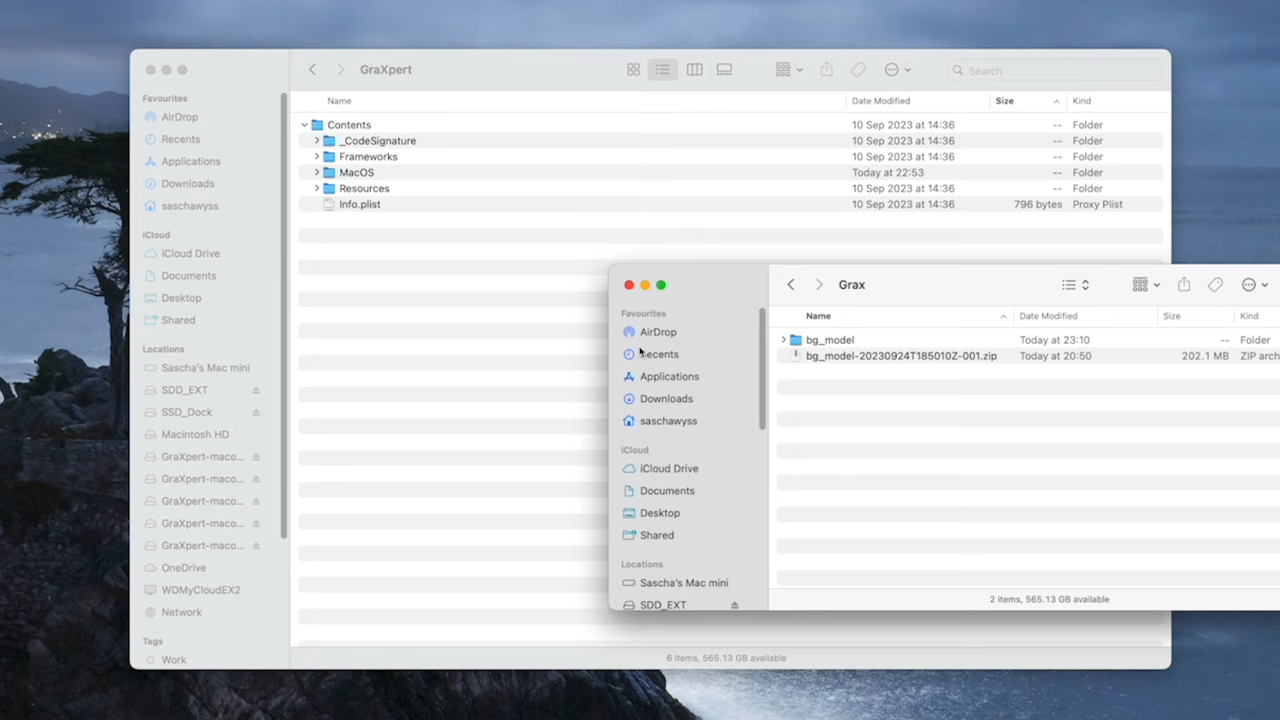 GraXpert
Search
Favourites
AirDrop
Recents
Applications
Downloads
saschawyss
iCloud
iCloud Drive
Documents
Desktop
Shared
Locations
Sascha's Mac mini
SDD_EXT
SSD_Dock
Macintosh HD
GraXpert-maco...
GraXpert-maco...
GraXpert-maco...
GraXpert-maco...
GraXpert-maco...
OneDrive
WDMyCloudEX2
Network
Tags
Work
Name Date Modified Size Kind
Contents 10 Sep 2023 at 14:36 -- Folder
_CodeSignature 10 Sep 2023 at 14:36 -- Folder
Frameworks 10 Sep 2023 at 14:36 -- Folder
MacOS Today at 22:53 -- Folder
Resources 10 Sep 2023 at 14:36 -- Folder
Info.plist 10 Sep 2023 at 14:36 796 bytes Proxy Plist
6 items, 565.13 GB available
Grax
Favourites
AirDrop
Recents
Applications
Downloads
saschawyss
iCloud
iCloud Drive
Documents
Desktop
Shared
Locations
Sascha's Mac mini
SDD_EXT
Name Date Modified Size Kind
bg_model Today at 23:10 -- Folder
bg_model-20230924T185010Z-001.zip Today at 20:50 202.1 MB ZIP arch
2 items, 565.13 GB available